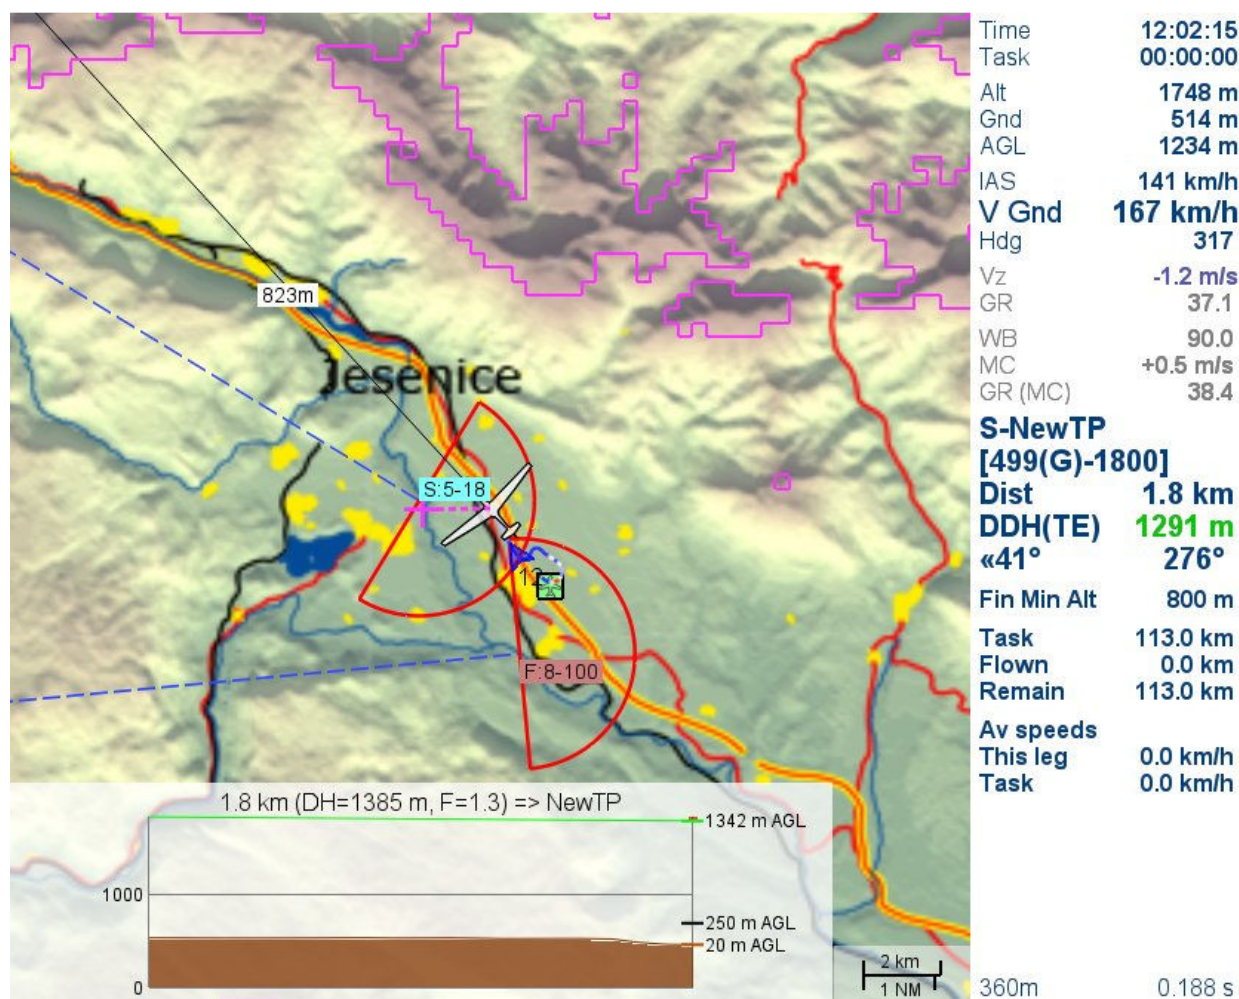 Time 12:02:15
Task 00:00:00
Alt 1748 m
Gnd 514 m
AGL 1234 m
IAS 141 km/h
V Gnd 167 km/h
Hdg 317
Vz -1.2 m/s
GR 37.1
WB 90.0
MC +0.5 m/s
GR (MC) 38.4
S-NewTP
[499(G)-1800]
Dist 1.8 km
DDH(TE) 1291 m
«41° 276°
Fin Min Alt 800 m
Task 113.0 km
Flown 0.0 km
Remain 113.0 km
Av speeds
This leg 0.0 km/h
Task 0.0 km/h
360m 0.188 s
823m
Jesenice
S:5-18
F:8-100
1.8 km (DH=1385 m, F=1.3) => NewTP
1342 m AGL
1000
250 m AGL
20 m AGL
0
2 km
1 NM